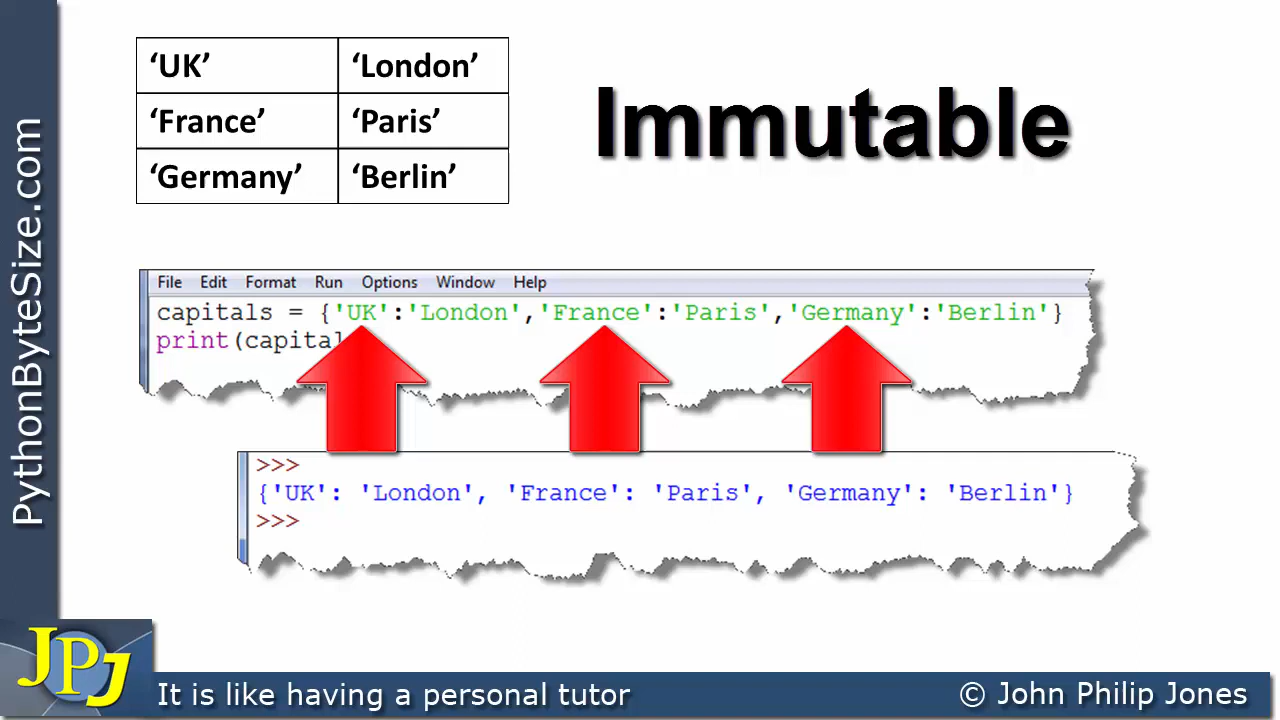 ‘UK’ ‘London’
‘France’ ‘Paris’
‘Germany’ ‘Berlin’
Immutable
PythonByteSize.com
File Edit Format Run Options Window Help
capitals = {'UK':'London','France':'Paris','Germany':'Berlin'}
print(capital
>>>
{'UK': 'London', 'France': 'Paris', 'Germany': 'Berlin'}
>>>
JPJ
It is like having a personal tutor
© John Philip Jones